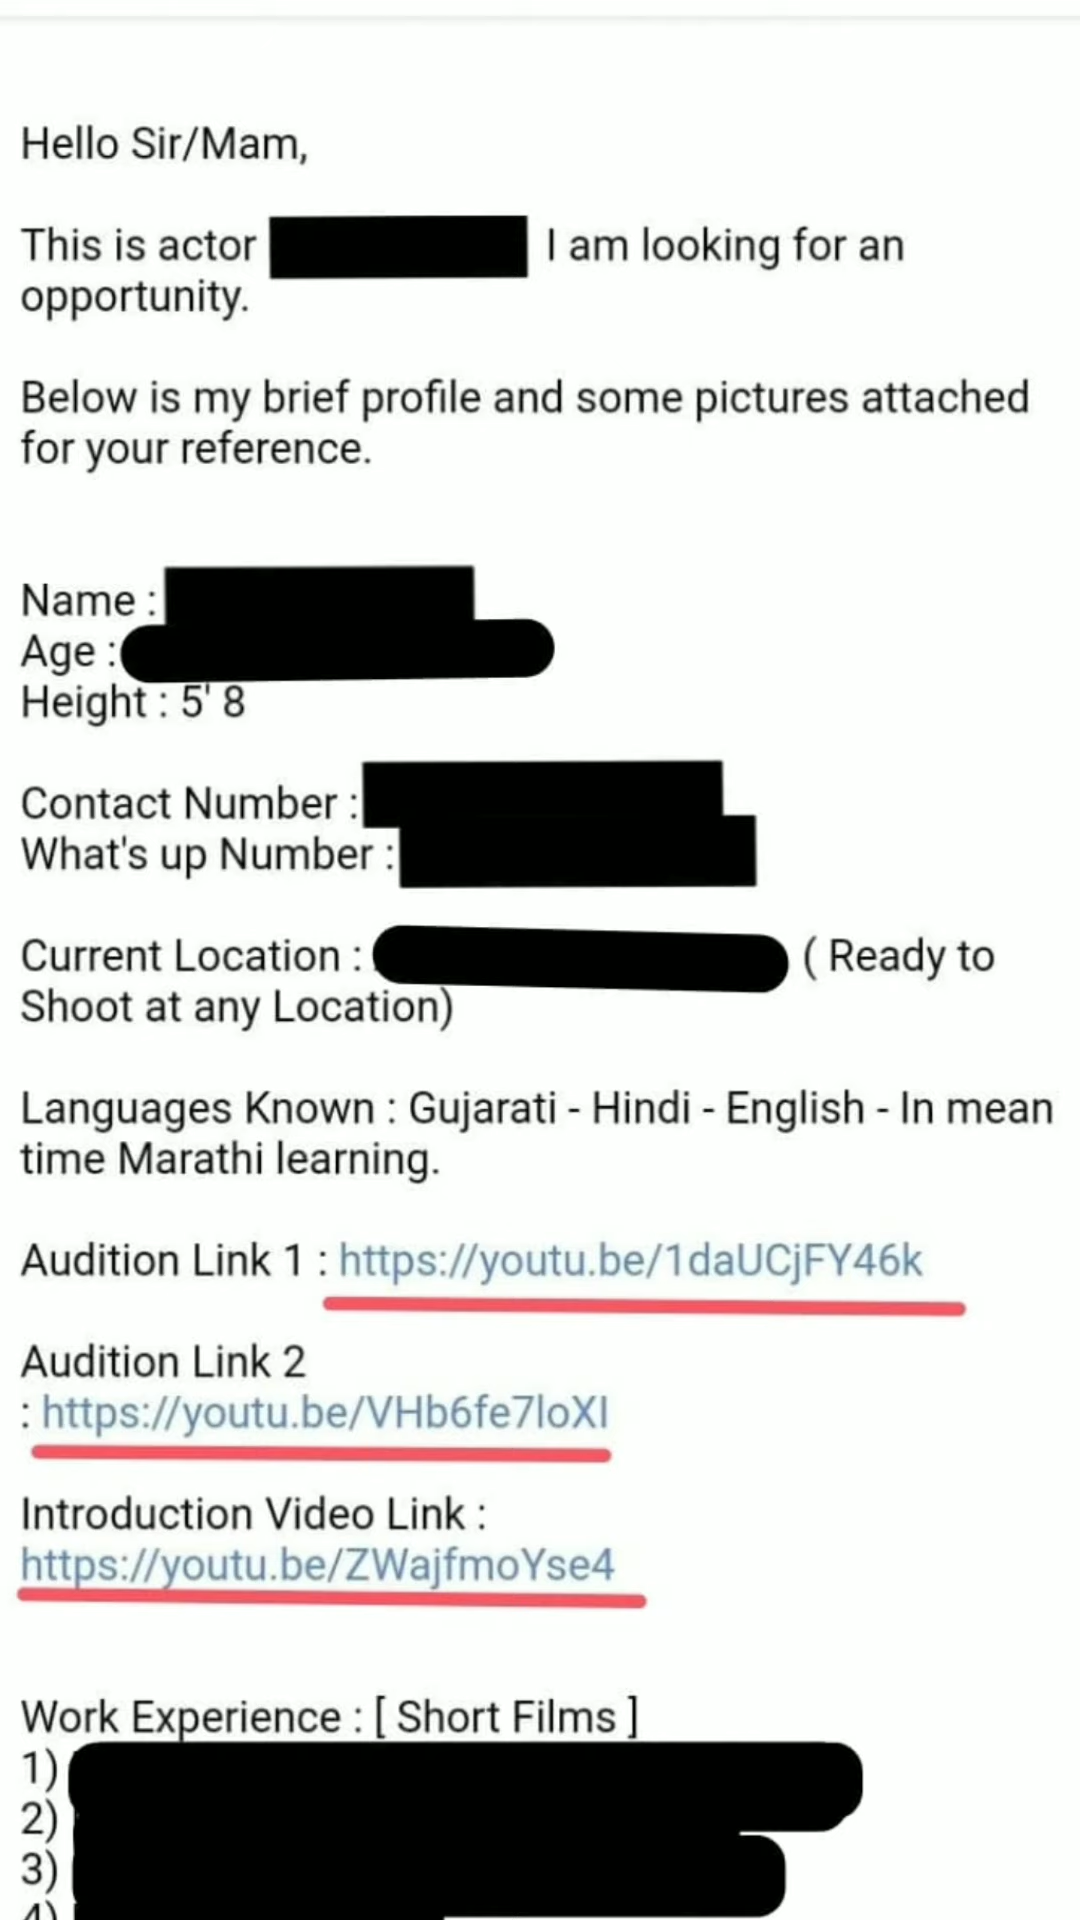 Hello Sir/Mam,
This is actor I am looking for an
opportunity.
Below is my brief profile and some pictures attached
for your reference.
Name :
Age :
Height : 5' 8
Contact Number :
What's up Number :
Current Location : ( Ready to
Shoot at any Location)
Languages Known : Gujarati - Hindi - English - In mean
time Marathi learning.
Audition Link 1 : https://youtu.be/1daUCjFY46k
Audition Link 2
: https://youtu.be/VHb6fe7loXI
Introduction Video Link :
https://youtu.be/ZWajfmoYse4
Work Experience : [ Short Films ]
1)
2)
3)
4)